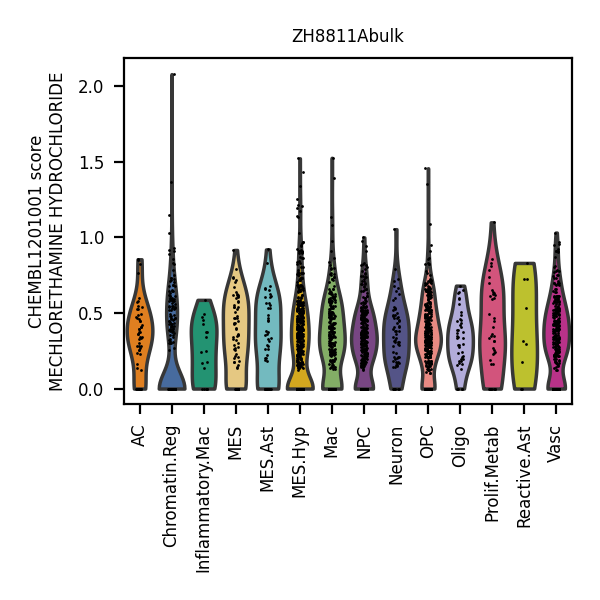 ZH8811Abulk
CHEMBL1201001 score
MECHLORETHAMINE HYDROCHLORIDE
2.0
1.5
1.0
0.5
0.0
AC
Chromatin.Reg
Inflammatory.Mac
MES
MES.Ast
MES.Hyp
Mac
NPC
Neuron
OPC
Oligo
Prolif.Metab
Reactive.Ast
Vasc